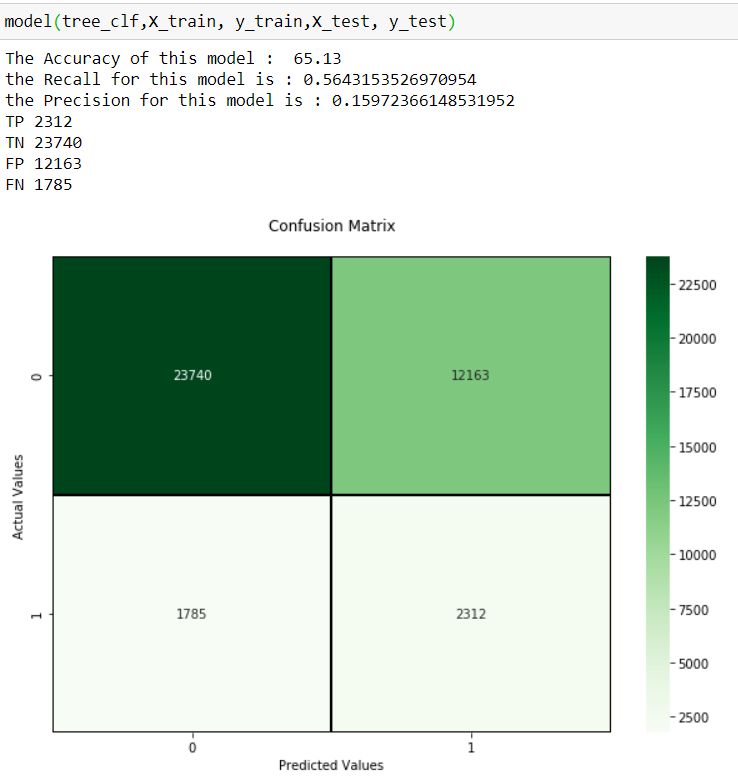 model(tree_clf,X_train, y_train,X_test, y_test)
The Accuracy of this model :  65.13
the Recall for this model is : 0.5643153526970954
the Precision for this model is : 0.15972366148531952
TP 2312
TN 23740
FP 12163
FN 1785
Confusion Matrix
22500
20000
17500
15000
12500
10000
7500
5000
2500
Actual Values
0
23740
12163
1
1785
2312
0
1
Predicted Values